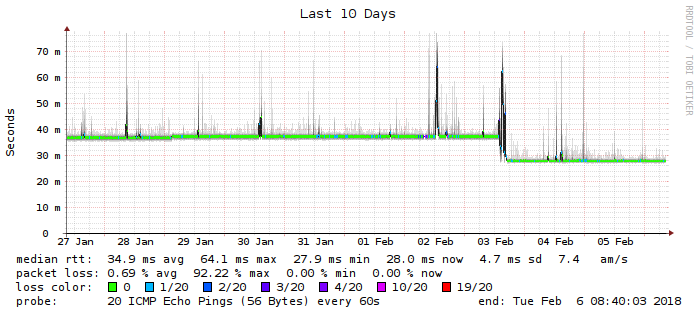 Last 10 Days
RRDTOOL / TOBI OETIKER
Seconds
70 m
60 m
50 m
40 m
30 m
20 m
10 m
0
27 Jan 28 Jan 29 Jan 30 Jan 31 Jan 01 Feb 02 Feb 03 Feb 04 Feb 05 Feb
median rtt: 34.9 ms avg 64.1 ms max 27.9 ms min 28.0 ms now 4.7 ms sd 7.4 am/s
packet loss: 0.69 % avg 92.22 % max 0.00 % min 0.00 % now
loss color: 0 1/20 2/20 3/20 4/20 10/20 19/20
probe: 20 ICMP Echo Pings (56 Bytes) every 60s end: Tue Feb 6 08:40:03 2018